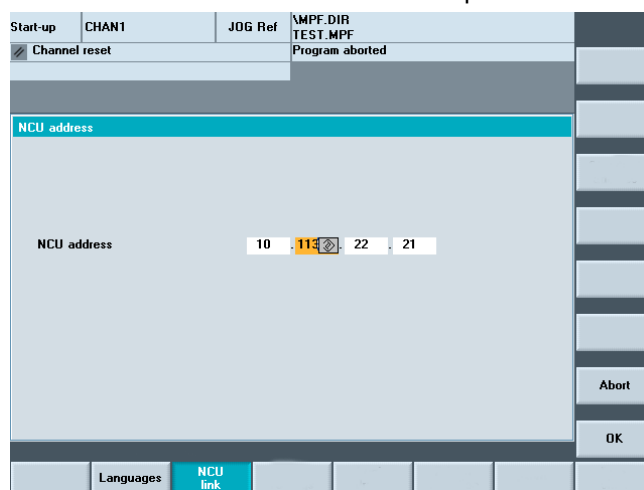 Start-up CHAN1 JOG Ref \MPF.DIR
TEST.MPF
Channel reset Program aborted
NCU address
NCU address 10 . 113 . 22 . 21
Abort
OK
Languages NCU
link